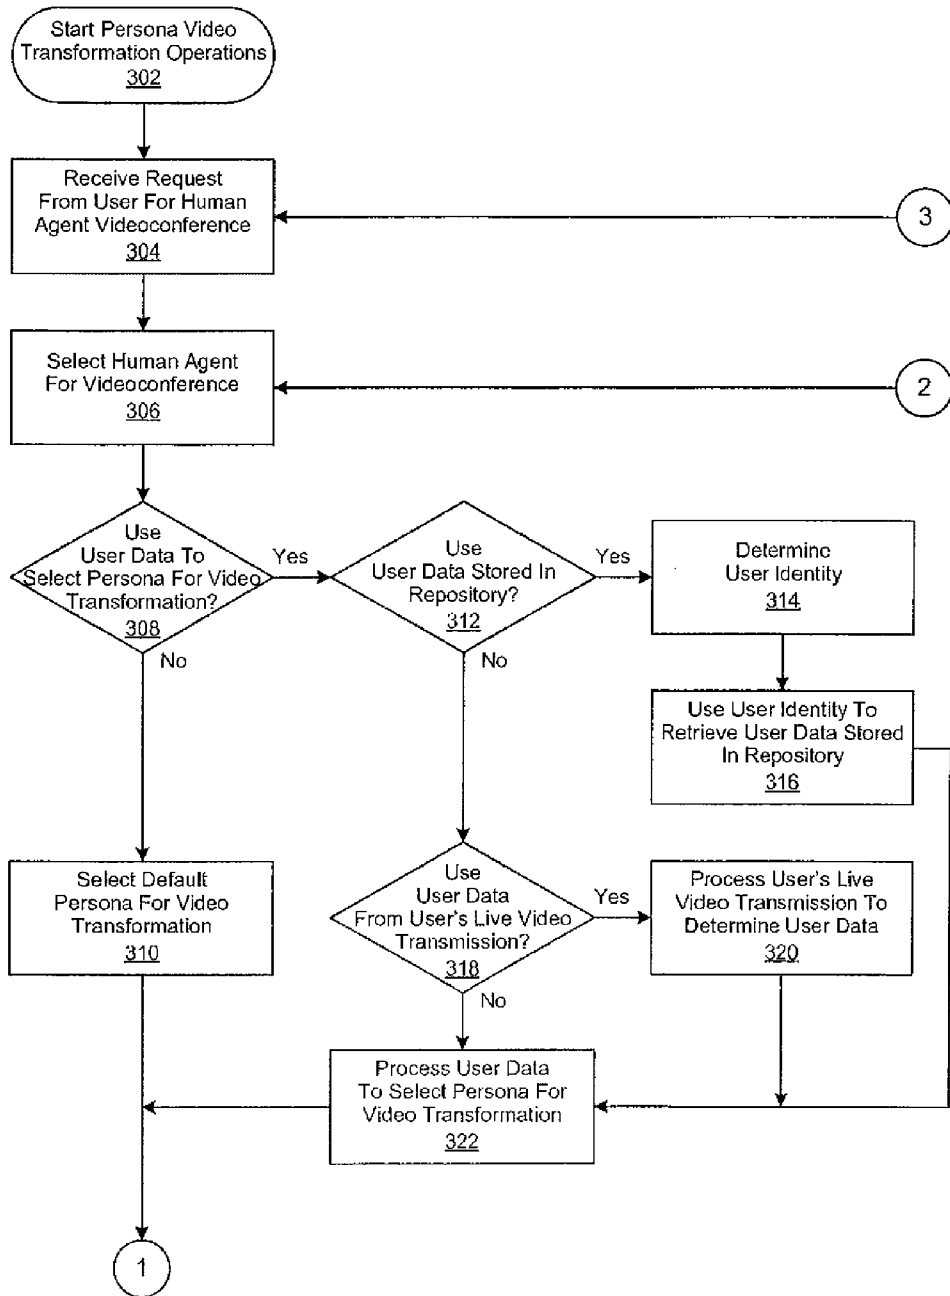 Start Persona Video
Transformation Operations
302
Receive Request
From User For Human
Agent Videoconference
304
3
Select Human Agent
For Videoconference
306
2
Use
User Data To
Select Persona For Video
Transformation?
308
Yes
No
Use
User Data Stored In
Repository?
312
Yes
No
Determine
User Identity
314
Use User Identity To
Retrieve User Data Stored
In Repository
316
Select Default
Persona For Video
Transformation
310
Use
User Data
From User's Live Video
Transmission?
318
Yes
No
Process User's Live
Video Transmission To
Determine User Data
320
Process User Data
To Select Persona For
Video Transformation
322
1